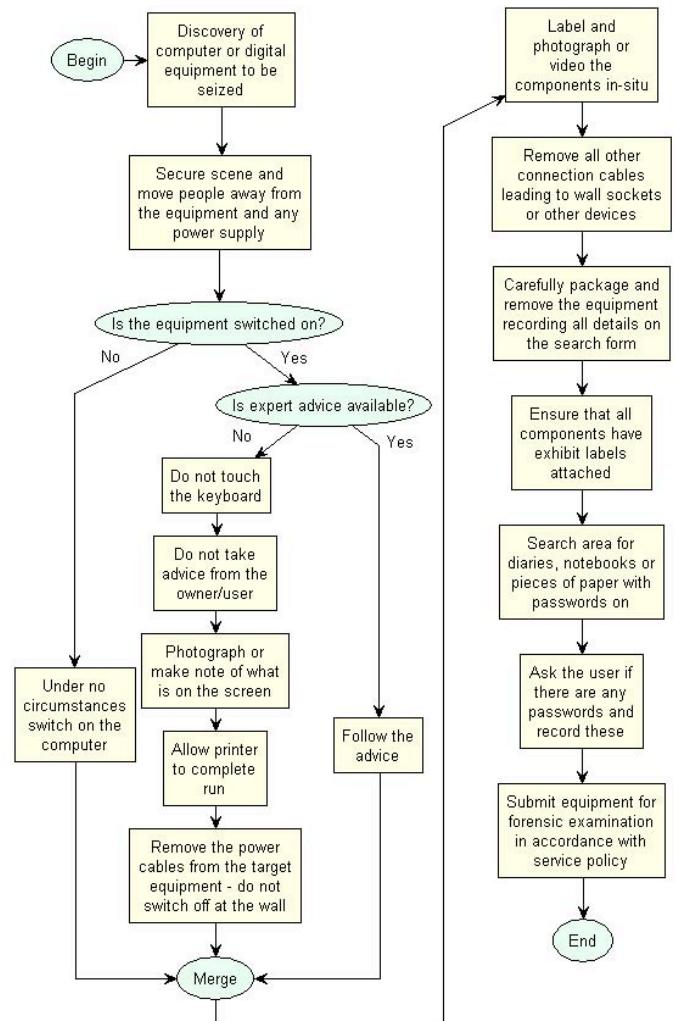 Begin
Discovery of
computer or digital
equipment to be
seized
Secure scene and
move people away from
the equipment and any
power supply
Is the equipment switched on?
No
Yes
Is expert advice available?
No
Yes
Do not touch
the keyboard
Do not take
advice from the
owner/user
Photograph or
make note of what
is on the screen
Allow printer
to complete
run
Remove the power
cables from the target
equipment - do not
switch off at the wall
Under no
circumstances
switch on the
computer
Follow the
advice
Merge
Label and
photograph or
video the
components in-situ
Remove all other
connection cables
leading to wall sockets
or other devices
Carefully package and
remove the equipment
recording all details on
the search form
Ensure that all
components have
exhibit labels
attached
Search area for
diaries, notebooks or
pieces of paper with
passwords on
Ask the user if
there are any
passwords and
record these
Submit equipment for
forensic examination
in accordance with
service policy
End